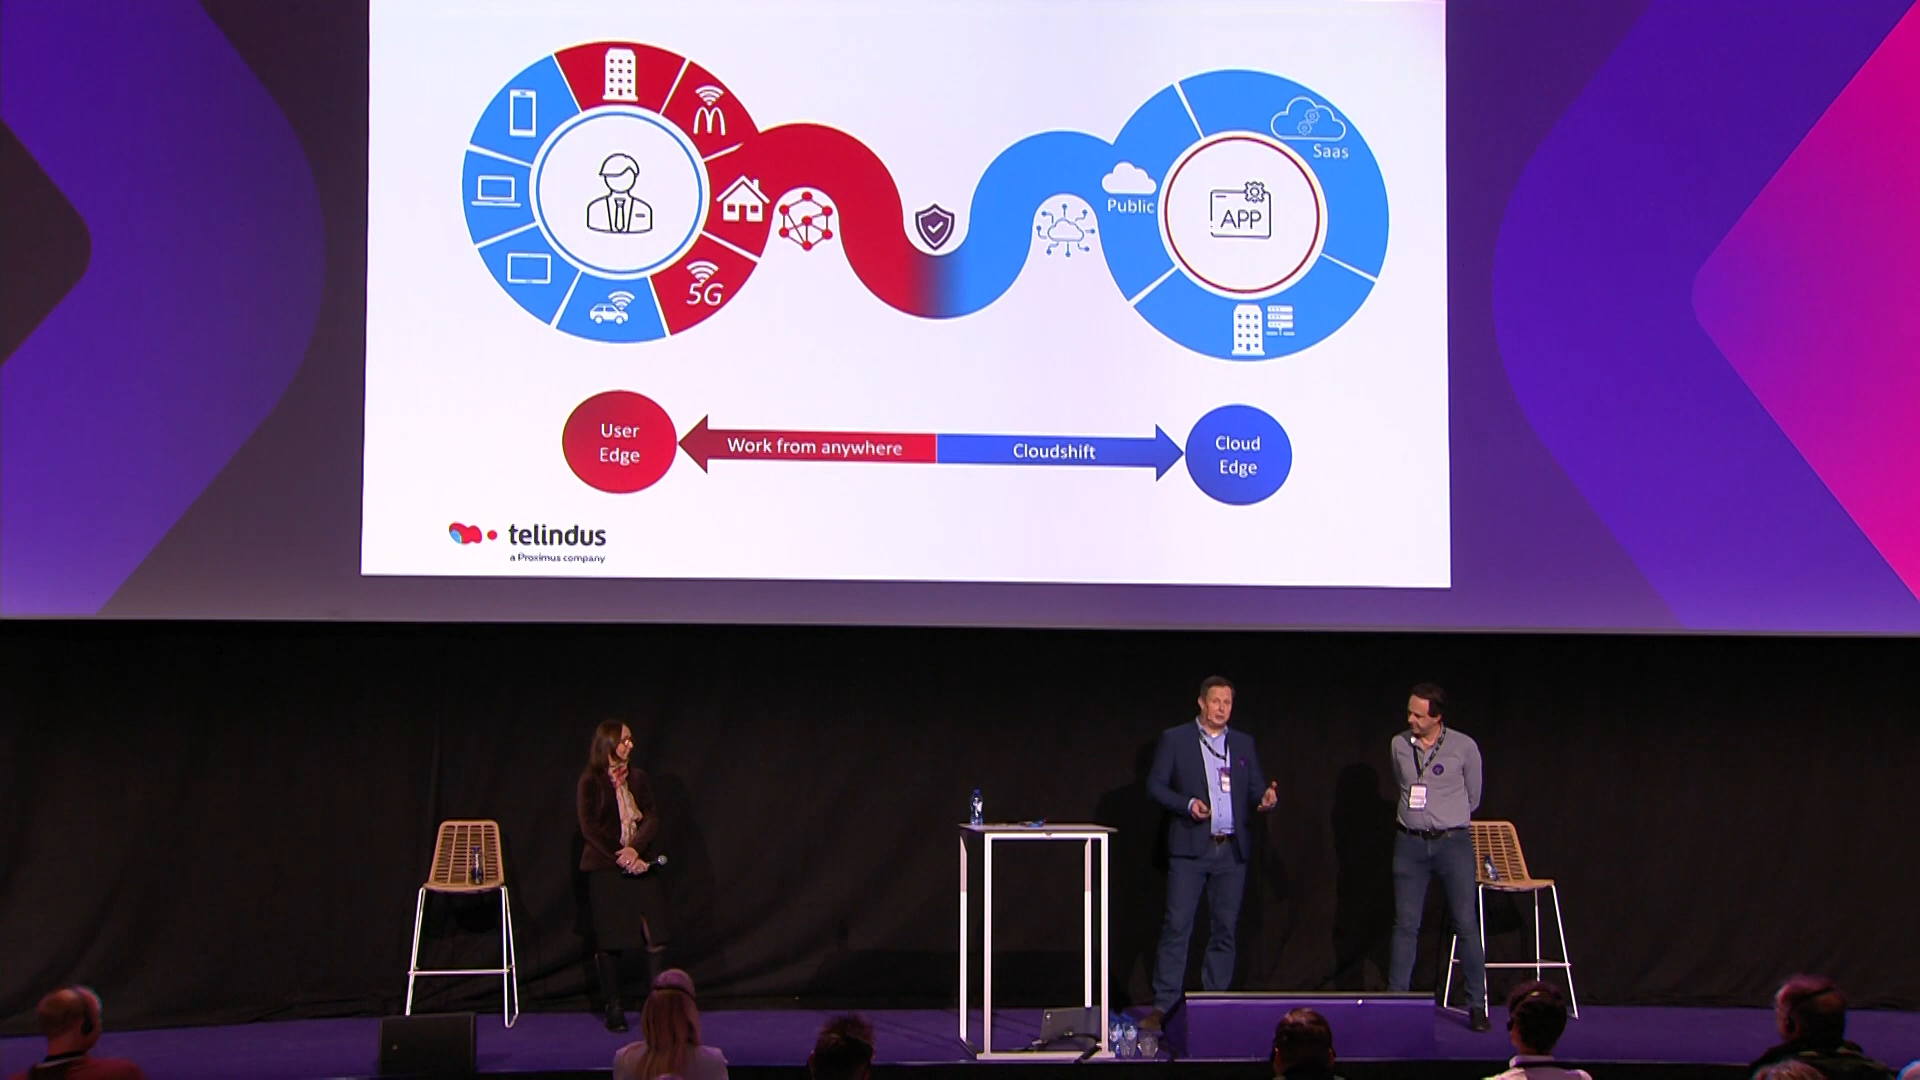 Saas
Public
APP
5G
User
Edge
Work from anywhere
Cloudshift
Cloud
Edge
telindus
a Proximus company